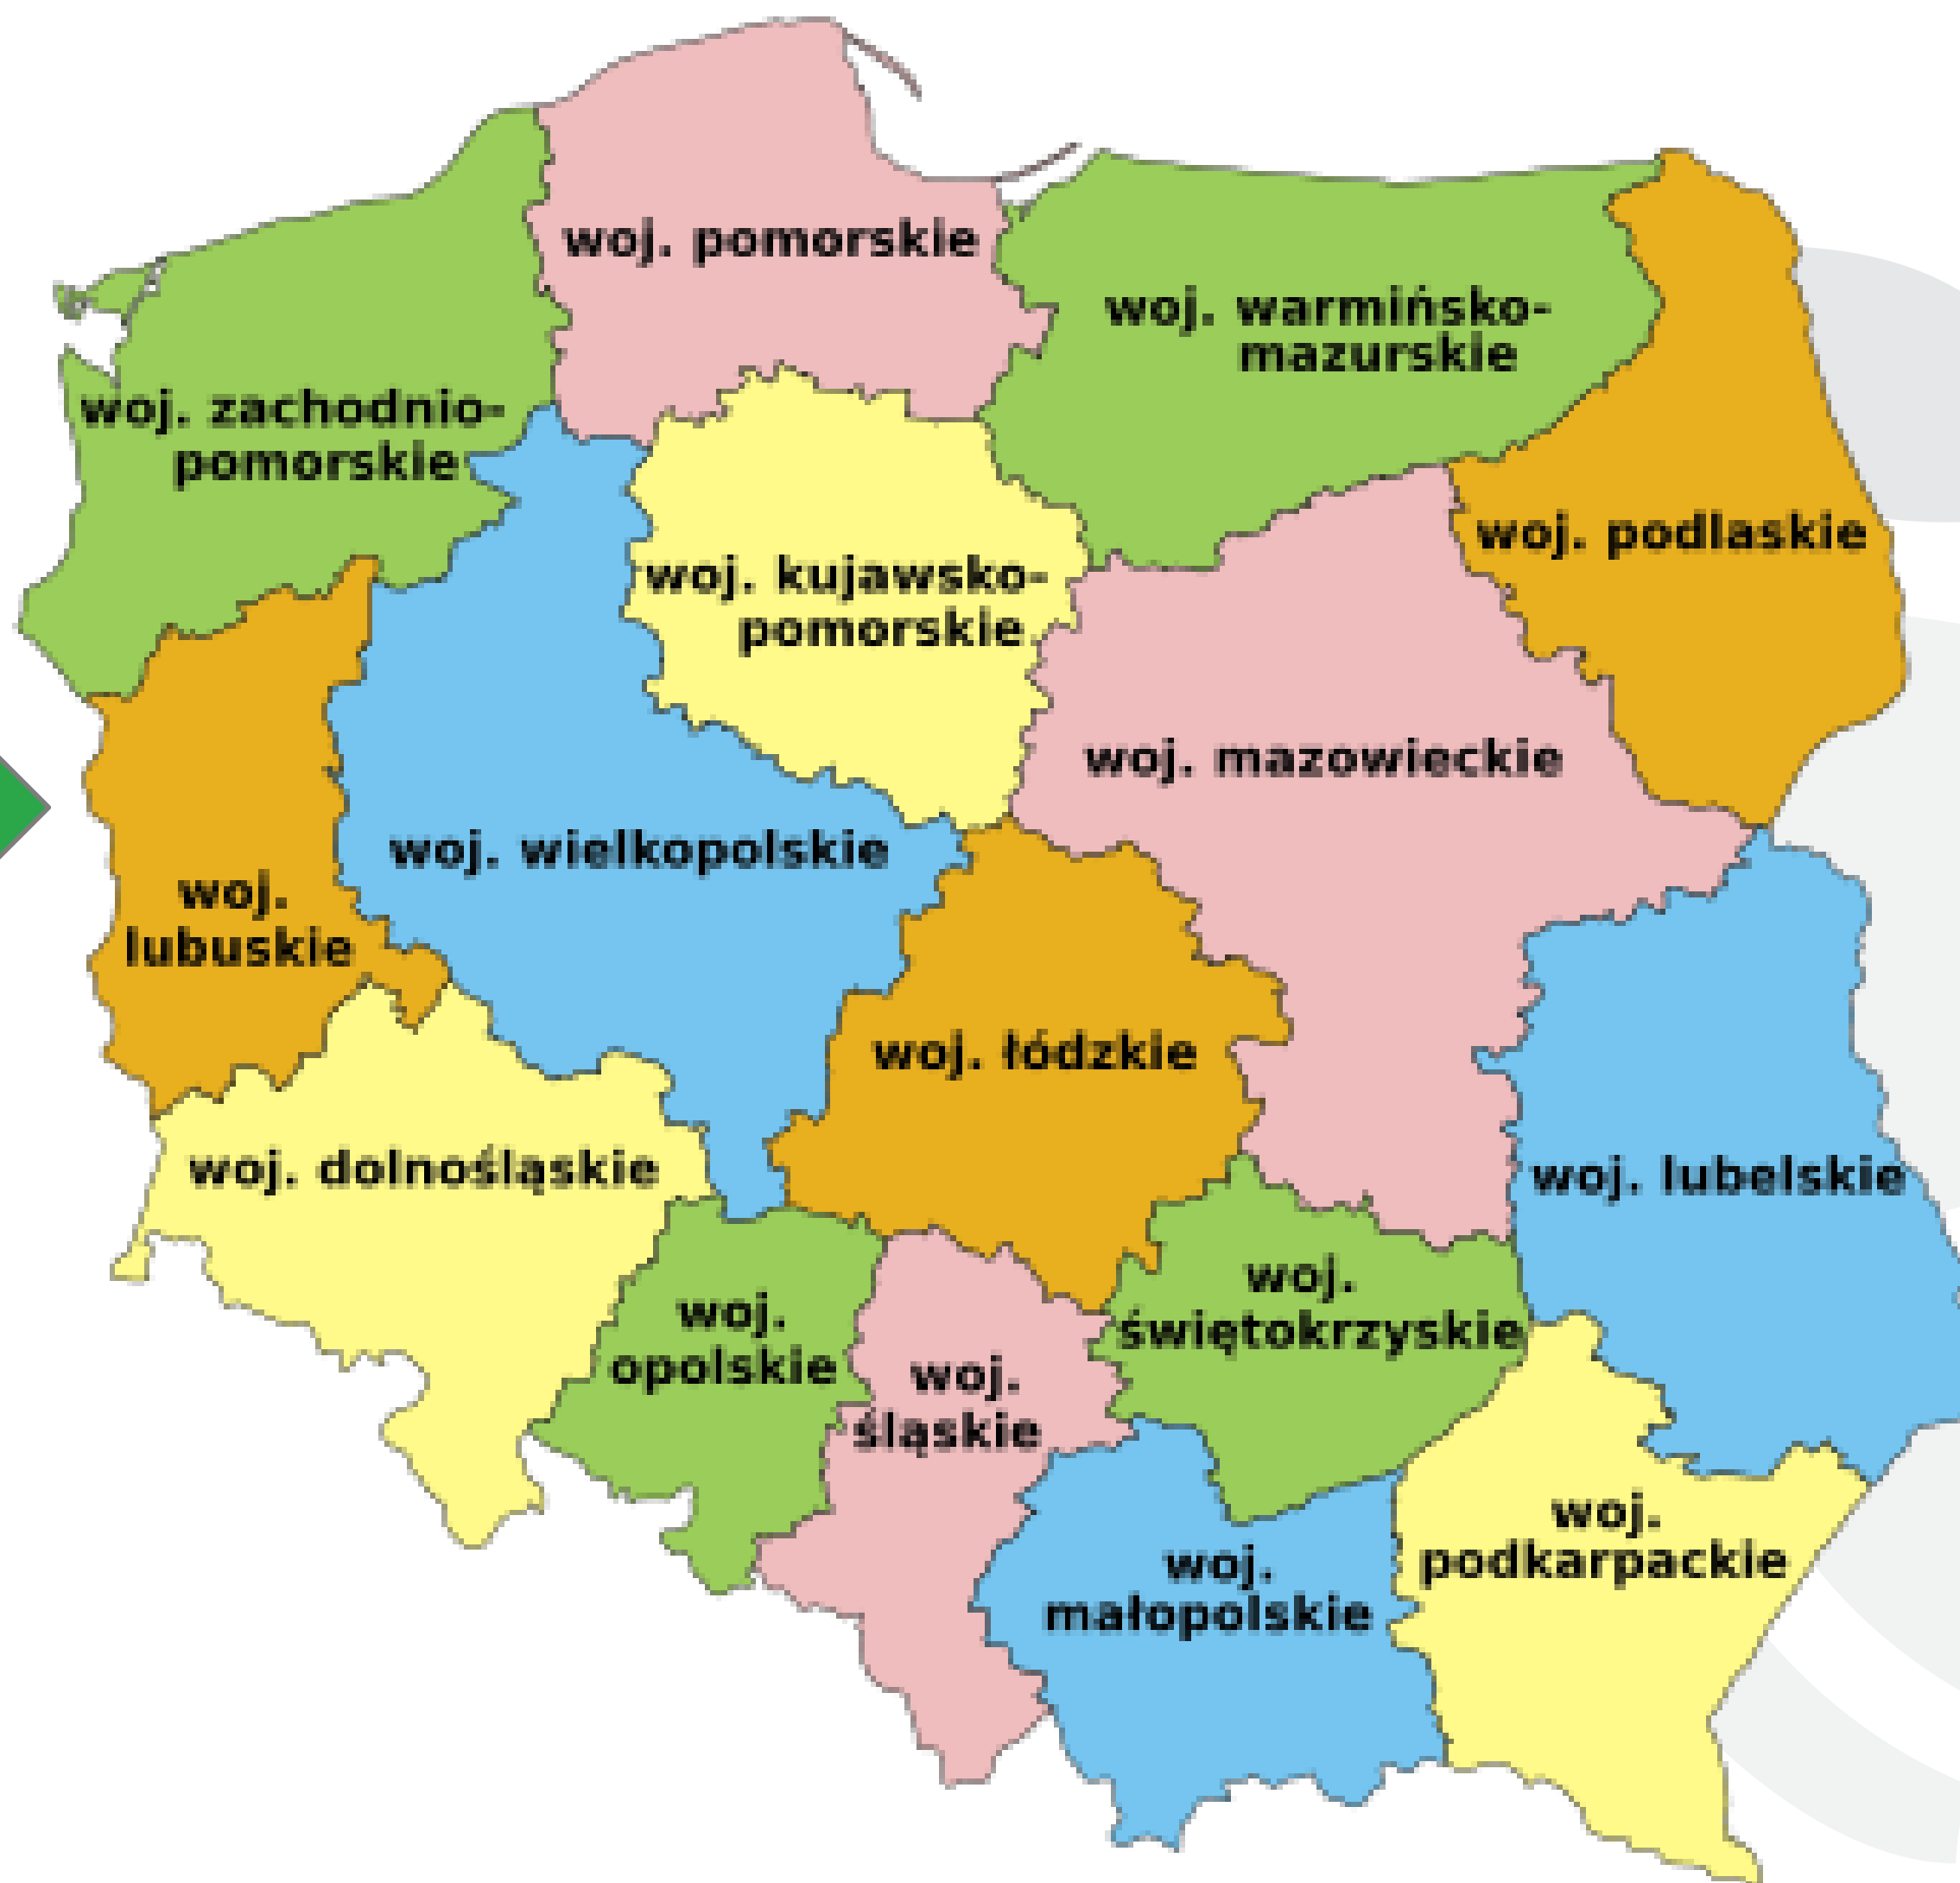 woj. pomorskie
woj. warmińsko-
mazurskie
woj. zachodnio-
pomorskie
woj. podlaskie
woj. kujawsko-
pomorskie
woj. mazowieckie
woj. wielkopolskie
woj.
lubuskie
woj. łódzkie
woj. dolnośląskie
woj. lubelskie
woj.
świętokrzyskie
woj.
opolskie
woj.
śląskie
woj.
podkarpackie
woj.
małopolskie